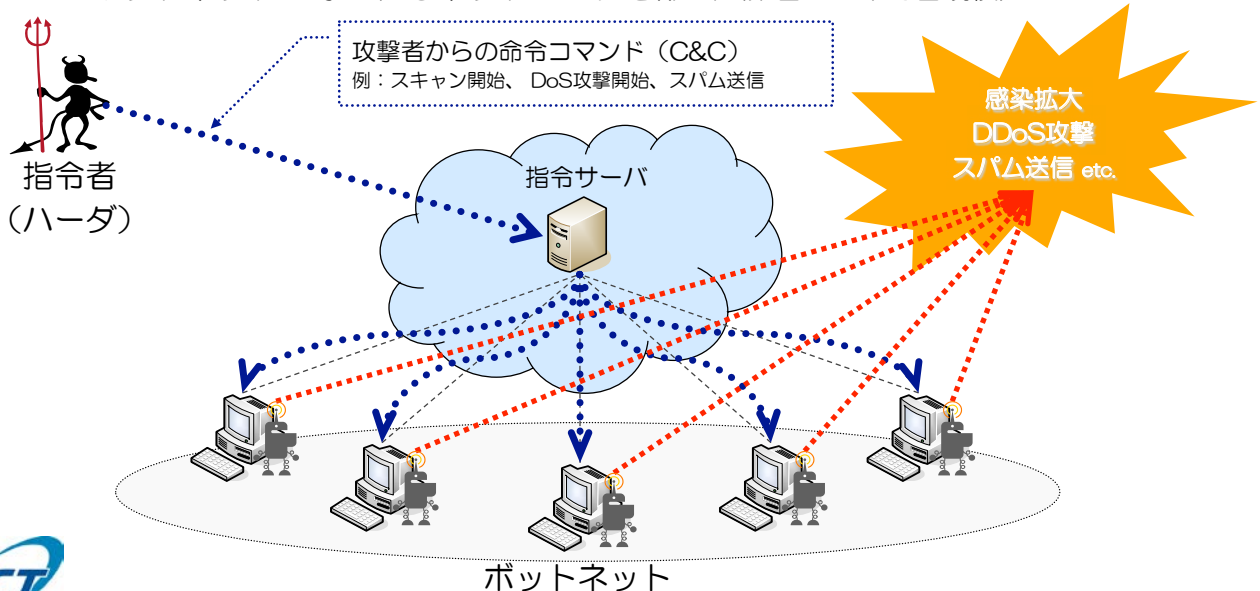 攻撃者からの命令コマンド（C&C）
例：スキャン開始、 DoS攻撃開始、スパム送信
感染拡大
DDoS攻撃
スパム送信 etc.
指令者
（ハーダ）
指令サーバ
ボットネット